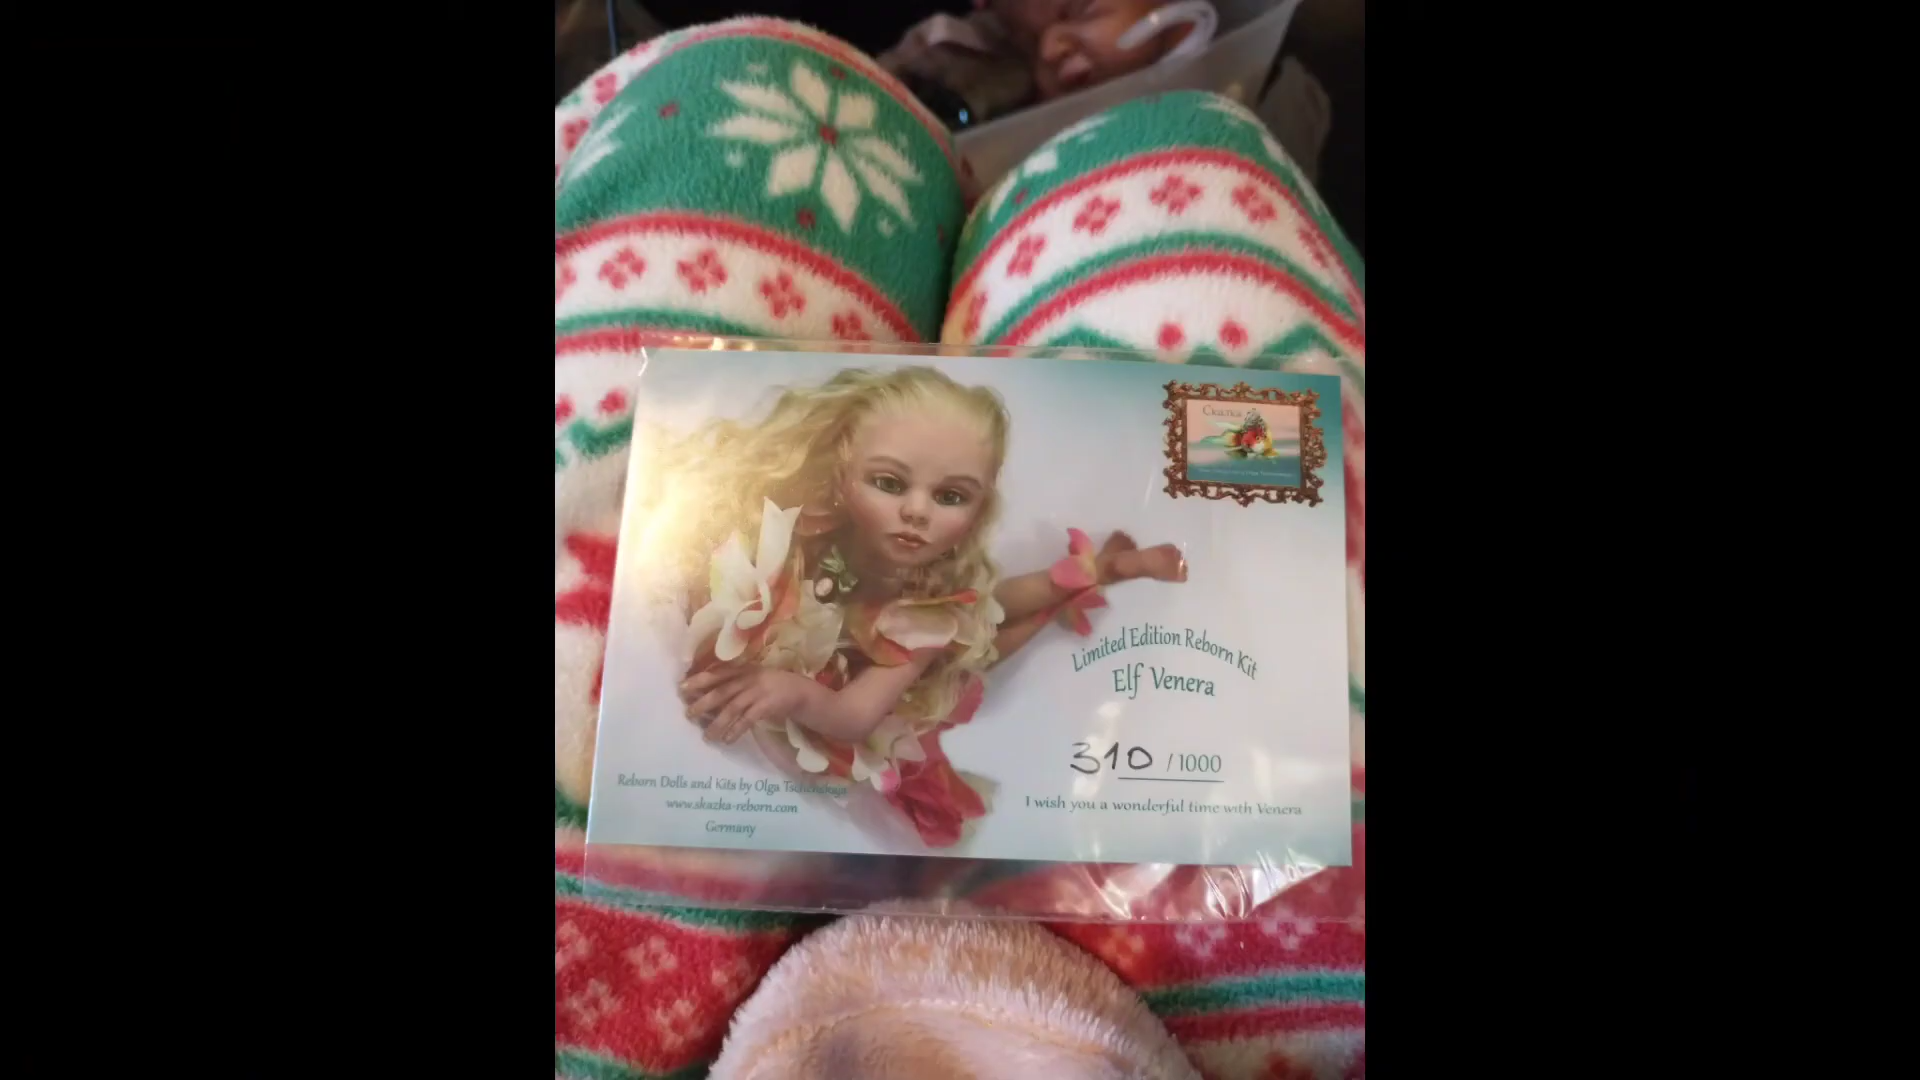 Сказка
Limited Edition Reborn Kit
Elf Venera
310 / 1000
I wish you a wonderful time with Venera
Reborn Dolls and Kits by Olga
www.skazka-reborn.com
Germany